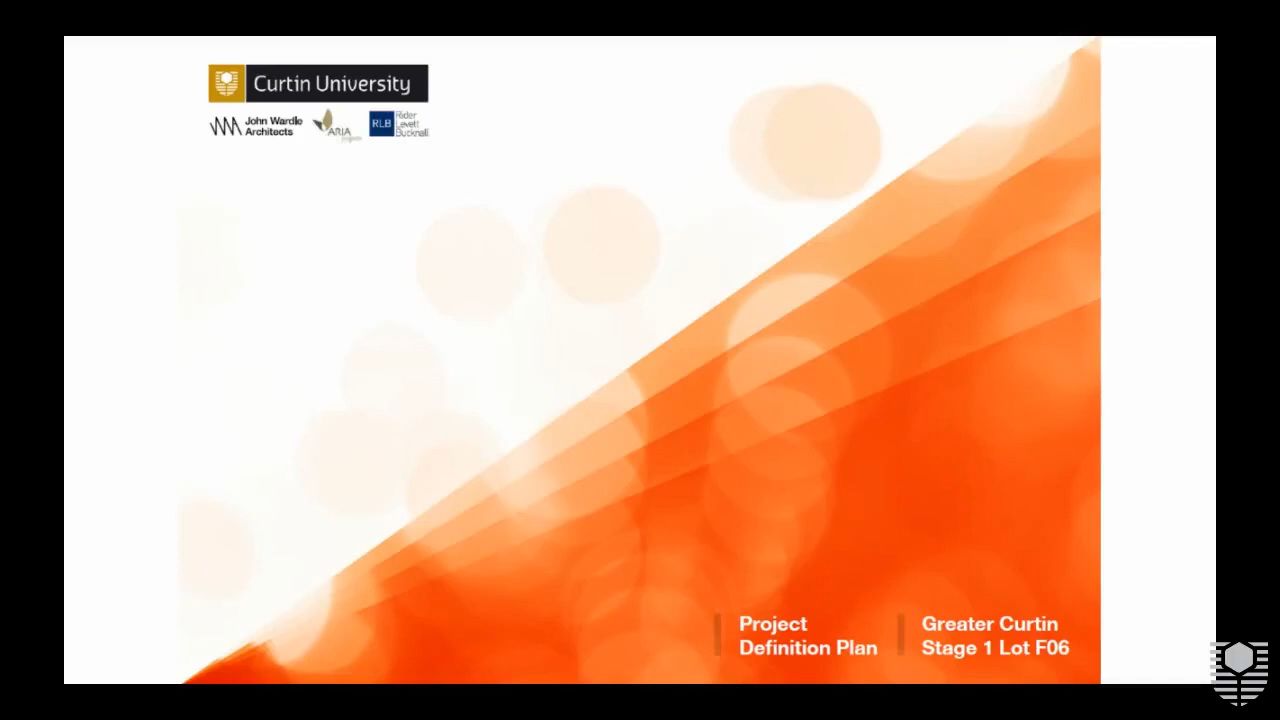 Curtin University
John Wardle
Architects
ARIA
projects
RLB
Rider
Levett
Bucknall
Project
Definition Plan
Greater Curtin
Stage 1 Lot F06